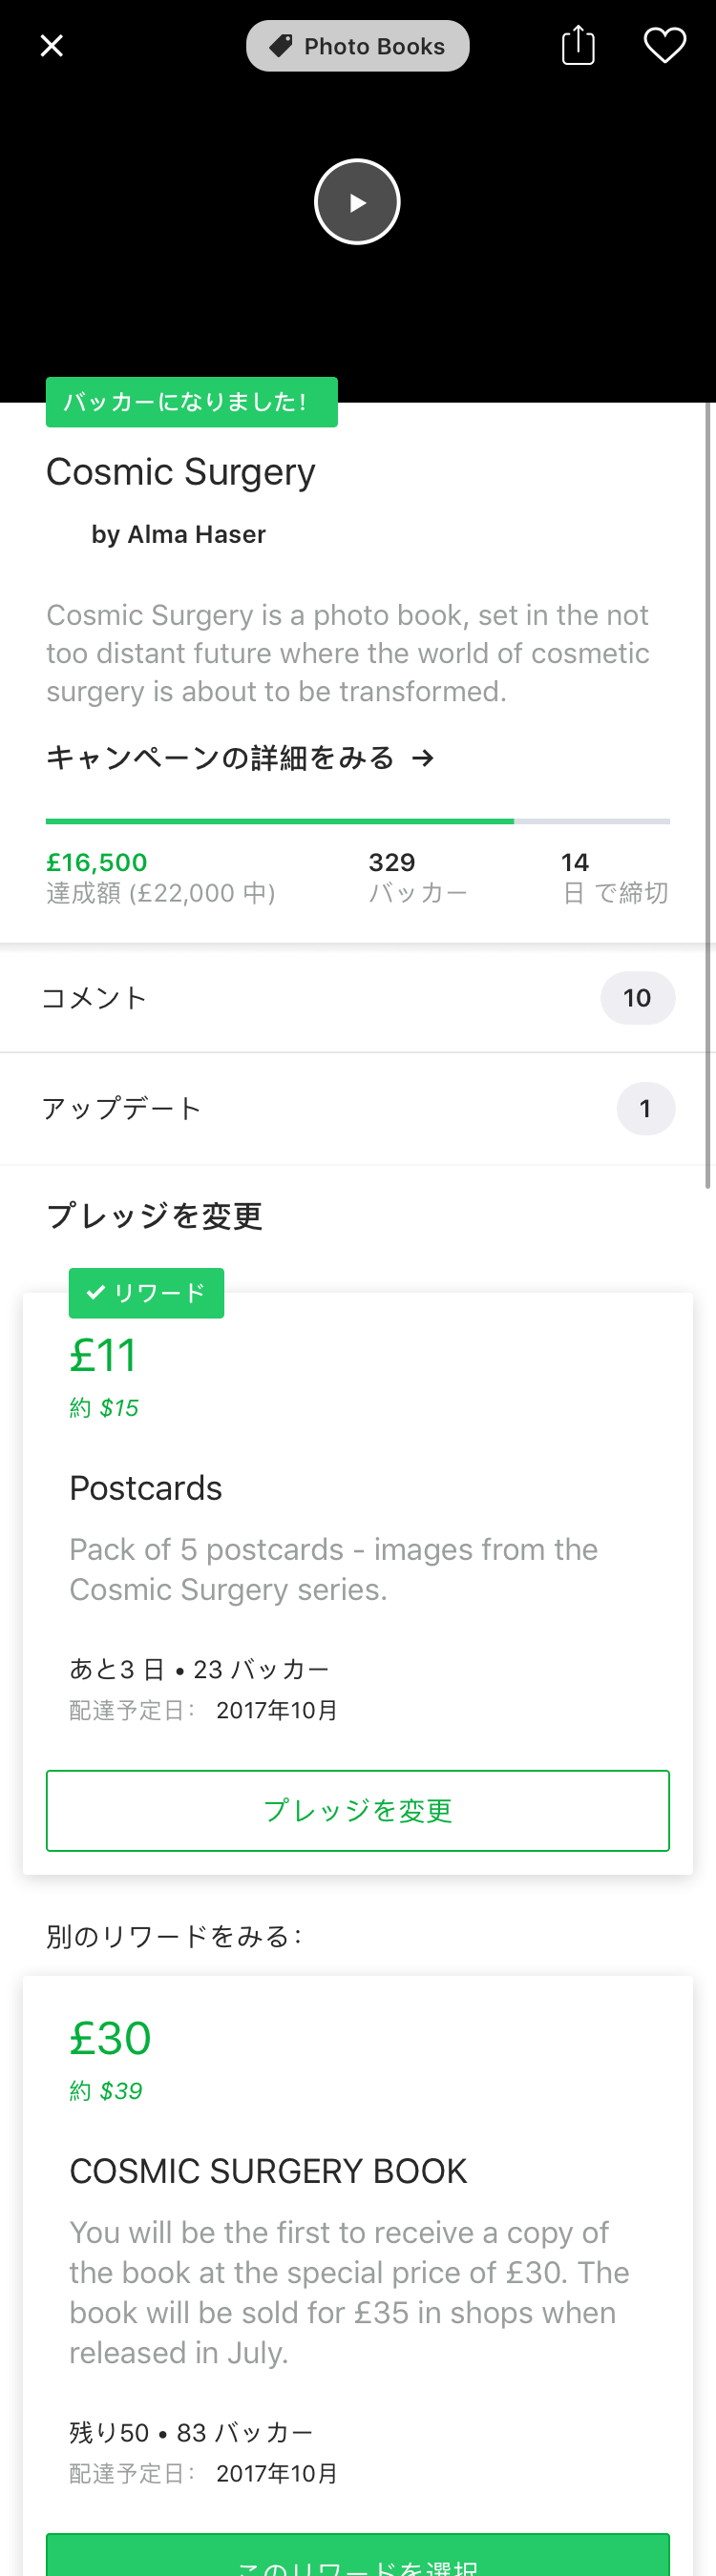 Photo Books
バッカーになりました!
Cosmic Surgery
by Alma Haser
Cosmic Surgery is a photo book, set in the not
too distant future where the world of cosmetic
surgery is about to be transformed.
キャンペーンの詳細をみる →
£16,500
達成額 (£22,000 中)
329
バッカー
14
日 で締切
コメント
10
アップデート
1
プレッジを変更
✔ リワード
£11
約 $15
Postcards
Pack of 5 postcards - images from the
Cosmic Surgery series.
あと3 日 • 23 バッカー
配達予定日： 2017年10月
プレッジを変更
別のリワードをみる：
£30
約 $39
COSMIC SURGERY BOOK
You will be the first to receive a copy of
the book at the special price of £30. The
book will be sold for £35 in shops when
released in July.
残り50 • 83 バッカー
配達予定日： 2017年10月
このリワードを選択